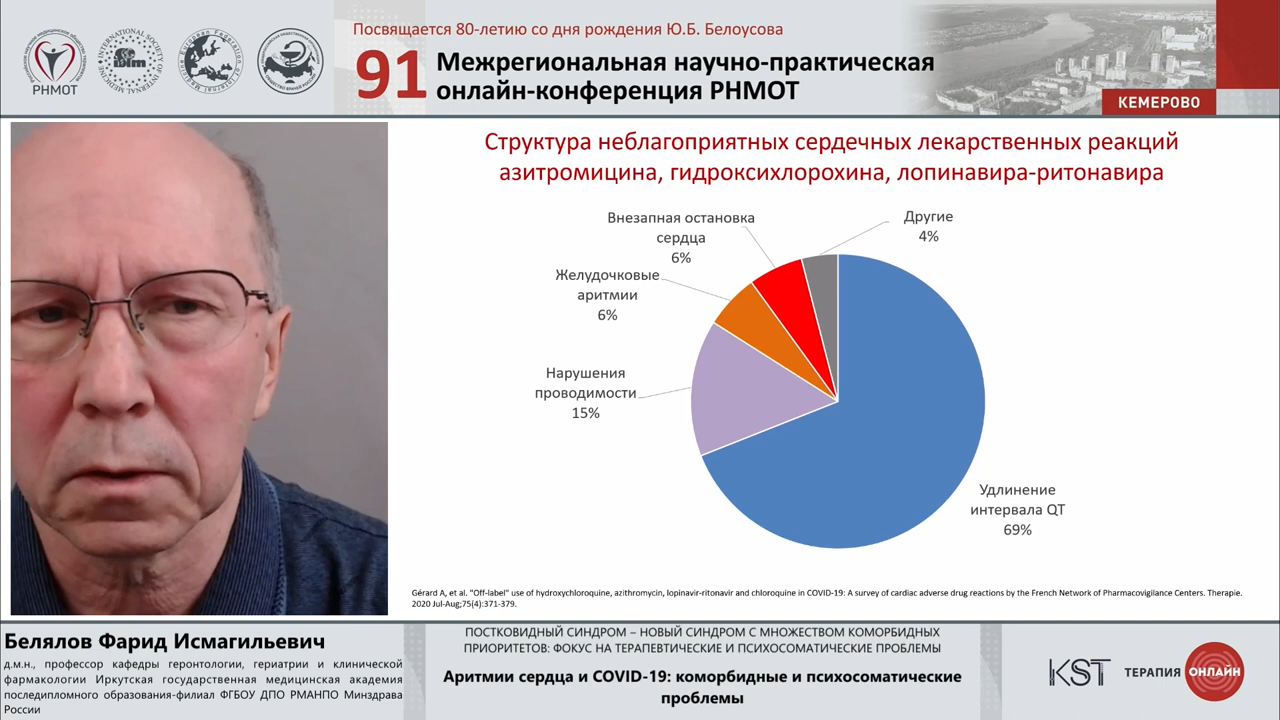 Посвящается 80-летию со дня рождения Ю.Б. Белоусова
91
Межрегиональная научно-практическая
онлайн-конференция РНМОТ
РНМОТ
КЕМЕРОВО
Структура неблагоприятных сердечных лекарственных реакций
азитромицина, гидроксихлорохина, лопинавира-ритонавира
Внезапная остановка
сердца
6%
Другие
4%
Желудочковые
аритмии
6%
Нарушения
проводимости
15%
Удлинение
интервала QT
69%
Gérard A, et al. "Off-label" use of hydroxychloroquine, azithromycin, lopinavir-ritonavir and chloroquine in COVID-19: A survey of cardiac adverse drug reactions by the French Network of Pharmacovigilance Centers. Therapie.
2020 Jul-Aug;75(4):371-379.
Белялов Фарид Исмагильевич
д.м.н., профессор кафедры геронтологии, гериатрии и клинической
фармакологии Иркутская государственная медицинская академия
последипломного образования-филиал ФГБОУ ДПО РМАНПО Минздрава
России
ПОСТКОВИДНЫЙ СИНДРОМ – НОВЫЙ СИНДРОМ С МНОЖЕСТВОМ КОМОРБИДНЫХ
ПРИОРИТЕТОВ: ФОКУС НА ТЕРАПЕВТИЧЕСКИЕ И ПСИХОСОМАТИЧЕСКИЕ ПРОБЛЕМЫ
Аритмии сердца и COVID-19: коморбидные и психосоматические
проблемы
KST
ТЕРАПИЯ ОНЛАЙН